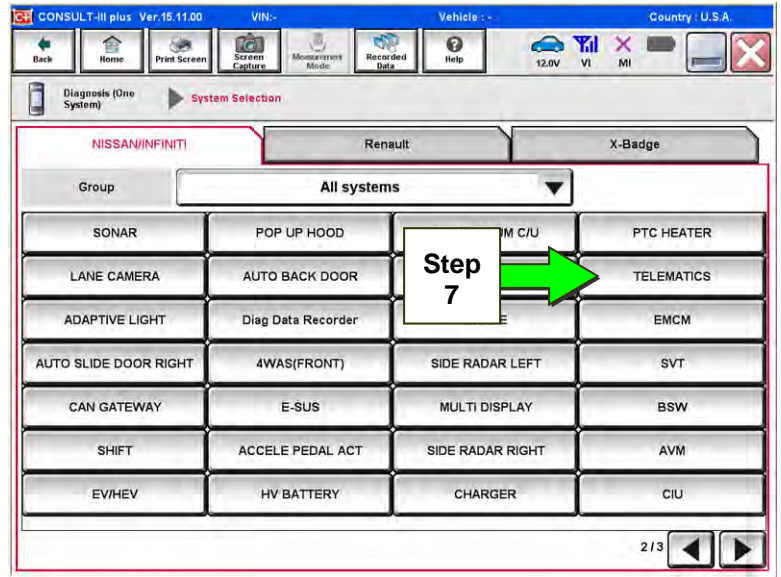 CONSULT-III plus Ver.15.11.00 VIN:- Vehicle : - Country : U.S.A.
Back Home Print Screen Screen Capture Measurement Mode Recorded Data Help 12.0V VI MI
Diagnosis (One System) System Selection
NISSAN/INFINITI Renault X-Badge
Group All systems
SONAR POP UP HOOD C/U PTC HEATER
LANE CAMERA AUTO BACK DOOR TELEMATICS
Step 7
ADAPTIVE LIGHT Diag Data Recorder EMCM
AUTO SLIDE DOOR RIGHT 4WAS(FRONT) SIDE RADAR LEFT SVT
CAN GATEWAY E-SUS MULTI DISPLAY BSW
SHIFT ACCELE PEDAL ACT SIDE RADAR RIGHT AVM
EV/HEV HV BATTERY CHARGER CIU
2/3